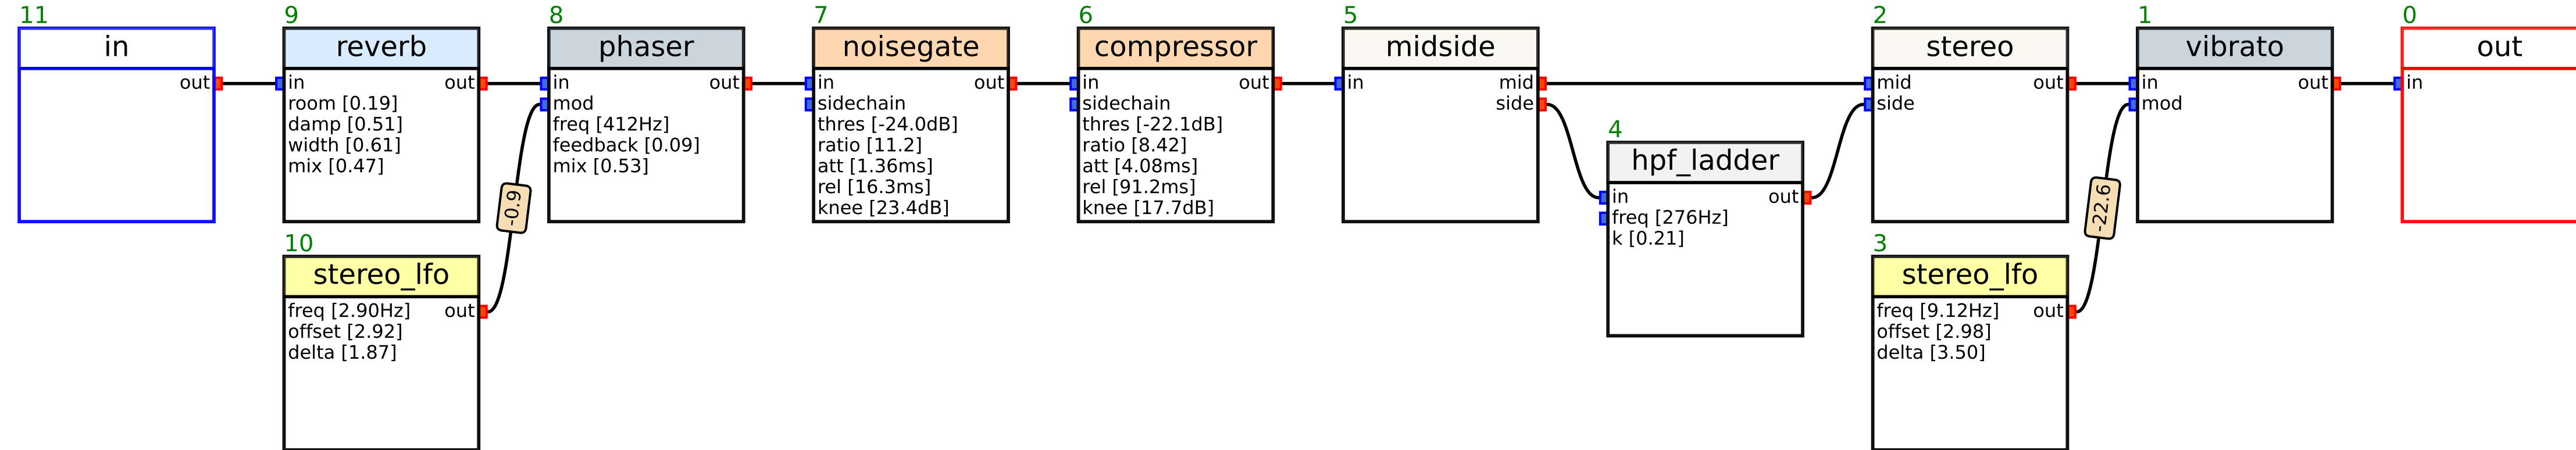 11
in
out
9
reverb
in out
room [0.19]
damp [0.51]
width [0.61]
mix [0.47]
10
stereo_lfo
freq [2.90Hz] out
offset [2.92]
delta [1.87]
-0.9
8
phaser
in out
mod
freq [412Hz]
feedback [0.09]
mix [0.53]
7
noisegate
in out
sidechain
thres [-24.0dB]
ratio [11.2]
att [1.36ms]
rel [16.3ms]
knee [23.4dB]
6
compressor
in out
sidechain
thres [-22.1dB]
ratio [8.42]
att [4.08ms]
rel [91.2ms]
knee [17.7dB]
5
midside
in mid
side
4
hpf_ladder
in out
freq [276Hz]
k [0.21]
2
stereo
mid out
side
3
stereo_lfo
freq [9.12Hz] out
offset [2.98]
delta [3.50]
-22.6
1
vibrato
in out
mod
0
out
in